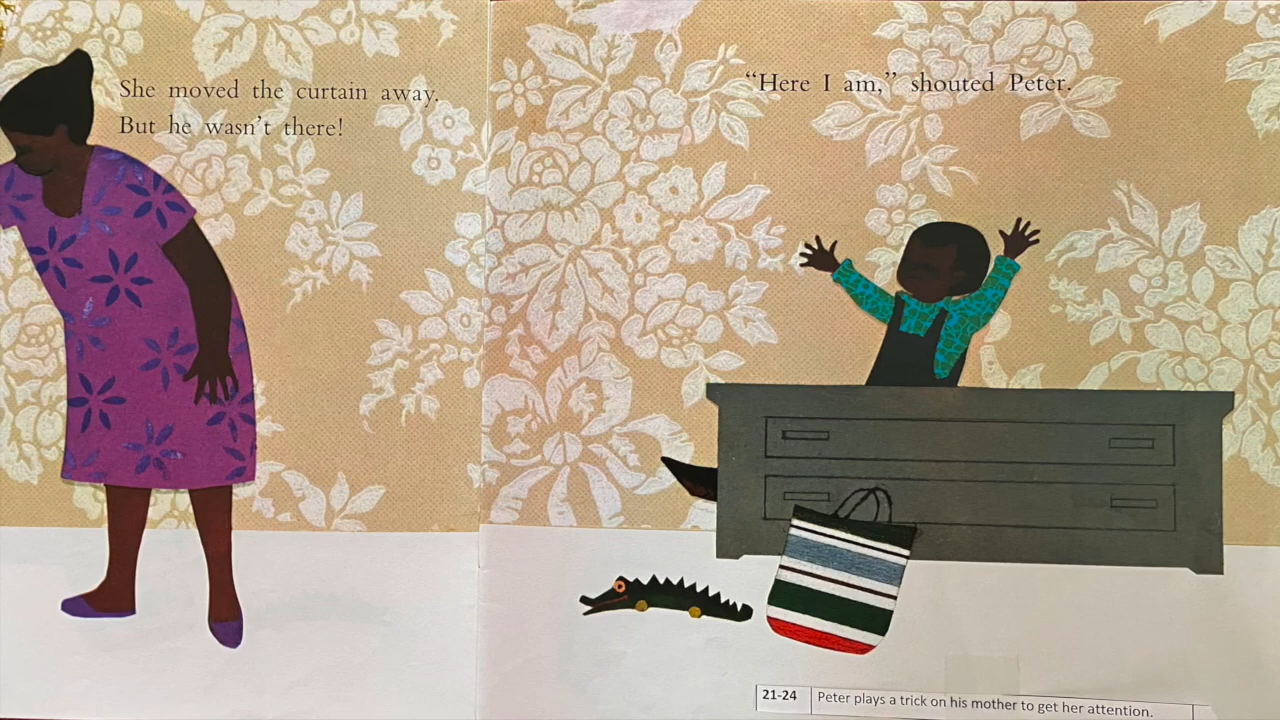 She moved the curtain away.
But he wasn't there!
“Here I am,” shouted Peter.
21-24 Peter plays a trick on his mother to get her attention.